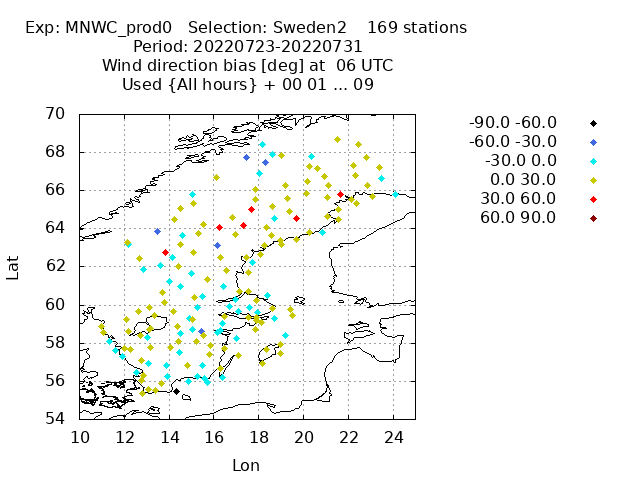 Exp: MNWC_prod0 Selection: Sweden2 169 stations
Period: 20220723-20220731
Wind direction bias [deg] at 06 UTC
Used {All hours} + 00 01 ... 09
-90.0 -60.0
-60.0 -30.0
-30.0 0.0
0.0 30.0
30.0 60.0
60.0 90.0
Lat
70
68
66
64
62
60
58
56
54
10 12 14 16 18 20 22 24
Lon